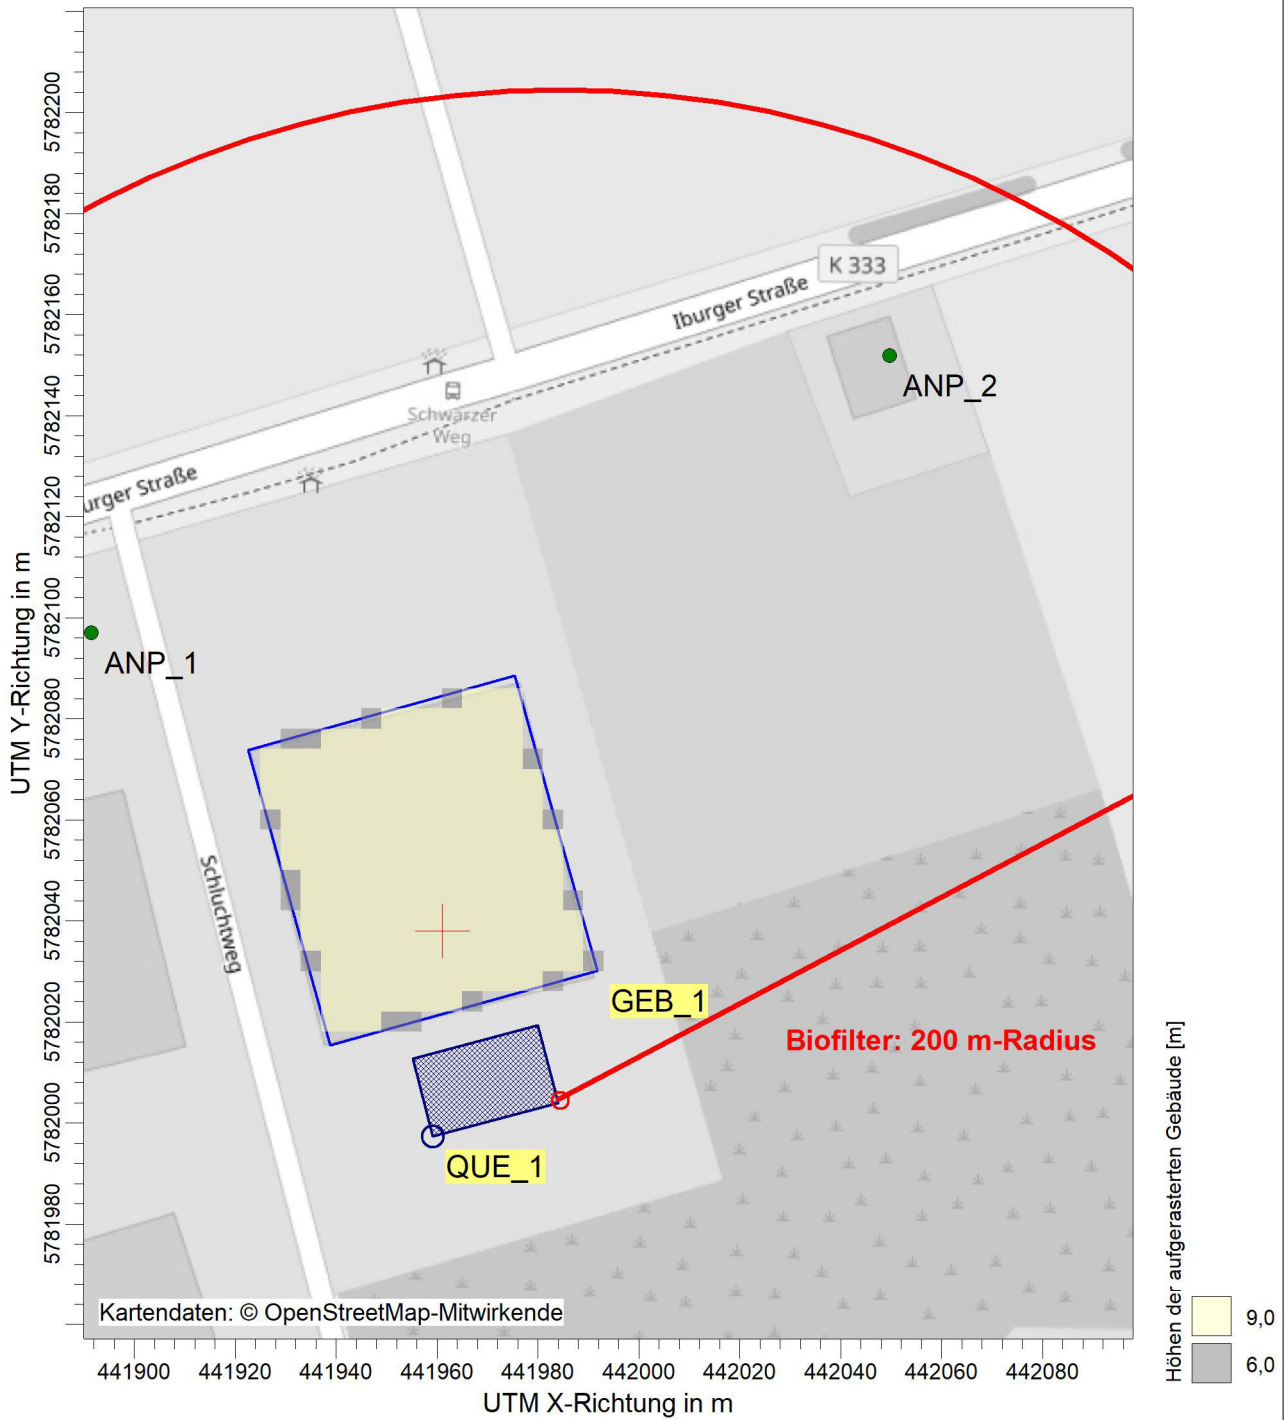 5782200
5782180
5782160
5782140
5782120
5782100
5782080
5782060
5782040
5782020
5782000
5781980
UTM Y-Richtung in m
K 333
Iburger Straße
ANP_2
Schwarzer
Weg
urger Straße
ANP_1
Schluchtweg
GEB_1
Biofilter: 200 m-Radius
QUE_1
Kartendaten: © OpenStreetMap-Mitwirkende
441900 441920 441940 441960 441980 442000 442020 442040 442060 442080
UTM X-Richtung in m
Höhen der aufgerasterten Gebäude [m]
9,0
6,0